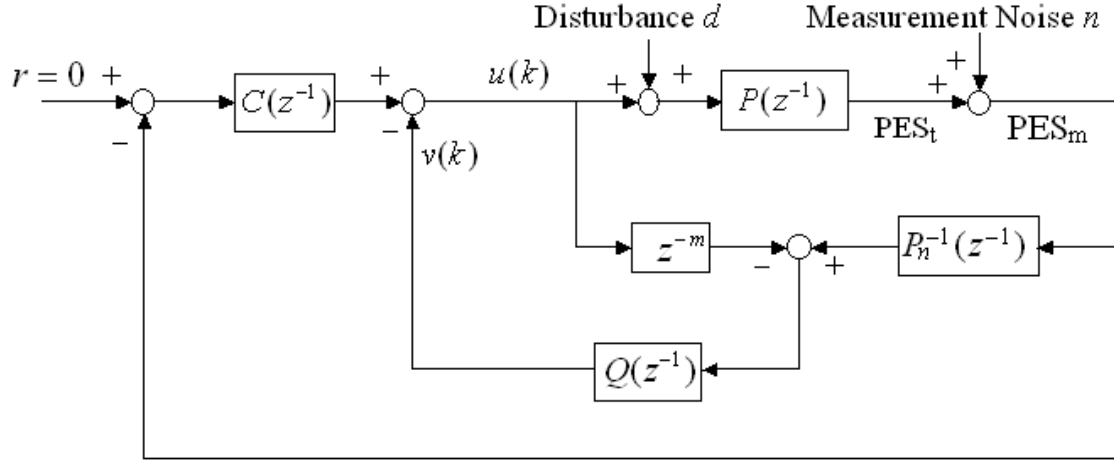 Disturbance d
Measurement Noise n
r = 0
+
−
C(z⁻¹)
+
−
u(k)
v(k)
+
+
P(z⁻¹)
PESₜ
+
+
PESₘ
z⁻ᵐ
−
+
Pₙ⁻¹(z⁻¹)
Q(z⁻¹)